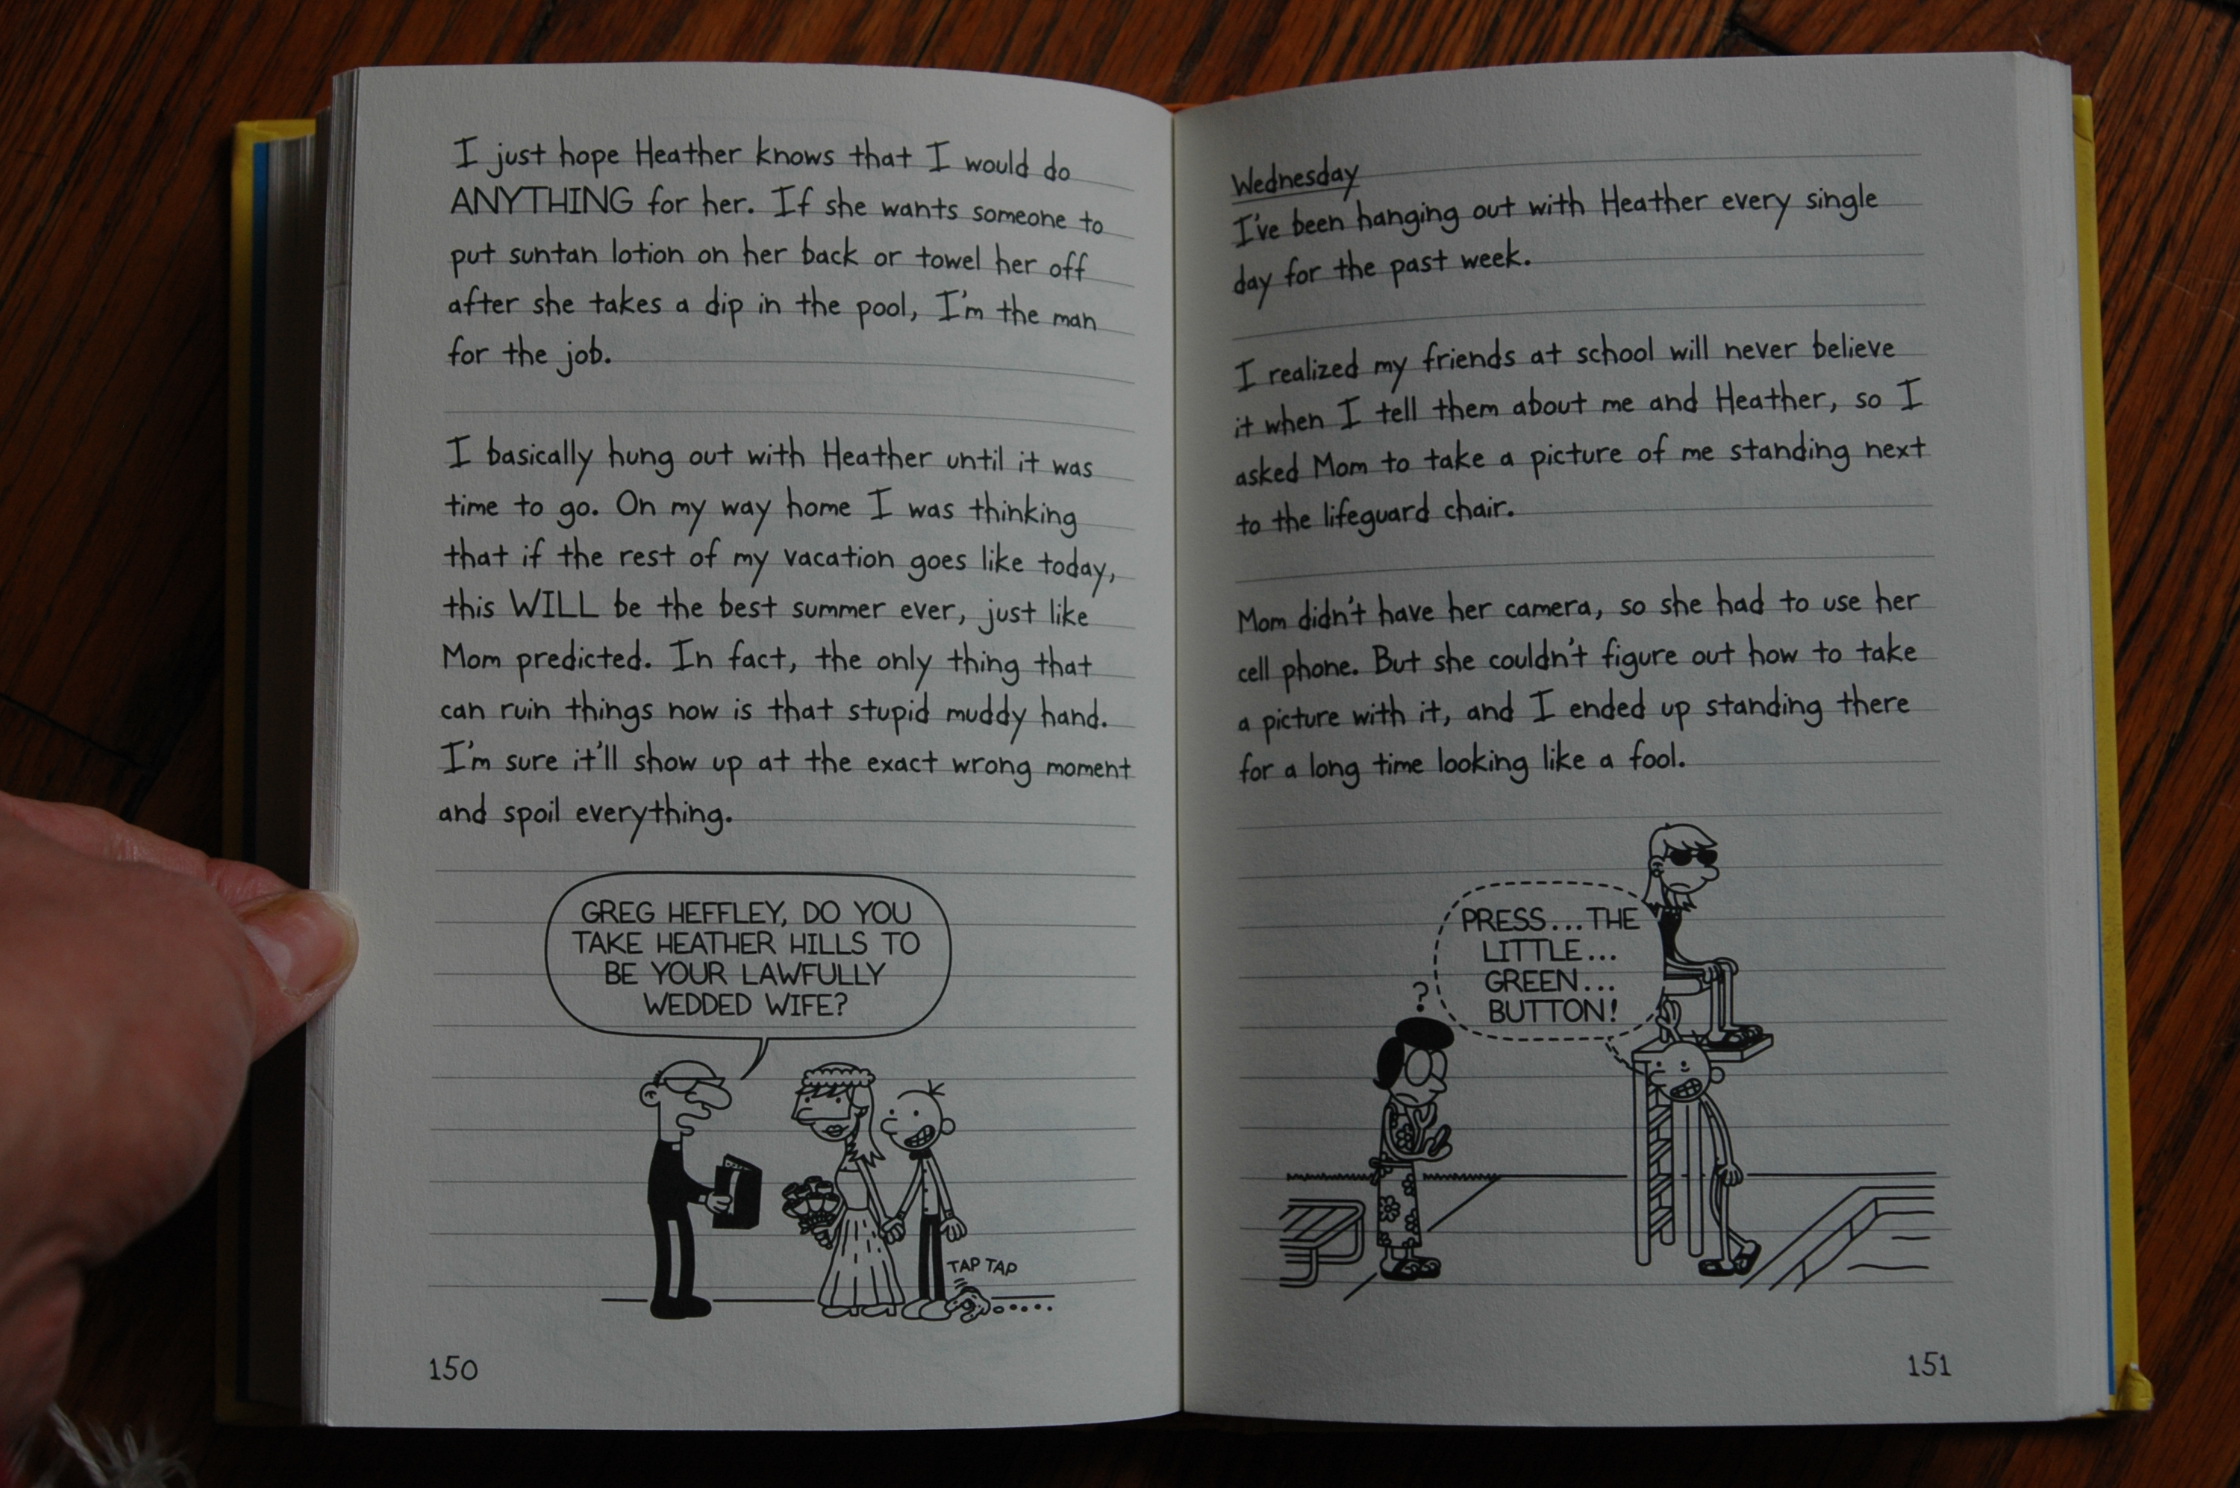 I just hope Heather knows that I would do
ANYTHING for her. If she wants someone to
put suntan lotion on her back or towel her off
after she takes a dip in the pool, I'm the man
for the job.
I basically hung out with Heather until it was
time to go. On my way home I was thinking
that if the rest of my vacation goes like today,
this WILL be the best summer ever, just like
Mom predicted. In fact, the only thing that
can ruin things now is that stupid muddy hand.
I'm sure it'll show up at the exact wrong moment
and spoil everything.
GREG HEFFLEY, DO YOU
TAKE HEATHER HILLS TO
BE YOUR LAWFULLY
WEDDED WIFE?
TAP TAP
150
Wednesday
I've been hanging out with Heather every single
day for the past week.
I realized my friends at school will never believe
it when I tell them about me and Heather, so I
asked Mom to take a picture of me standing next
to the lifeguard chair.
Mom didn't have her camera, so she had to use her
cell phone. But she couldn't figure out how to take
a picture with it, and I ended up standing there
for a long time looking like a fool.
PRESS...THE
LITTLE...
GREEN...
BUTTON!
?
151